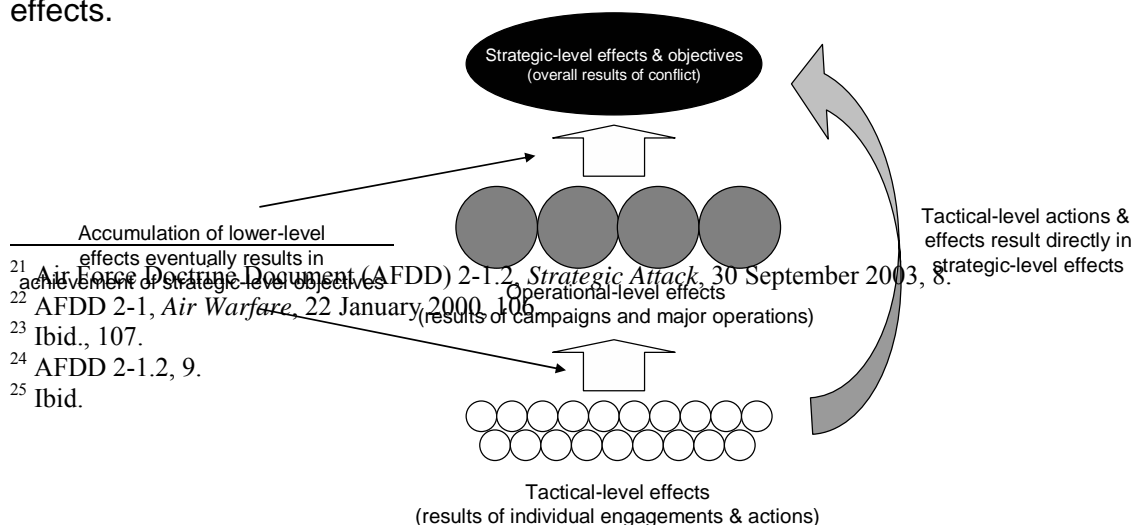 effects.
Strategic-level effects & objectives
(overall results of conflict)
Tactical-level actions &
effects result directly in
strategic-level effects
Accumulation of lower-level
effects eventually results in
achievement of strategic-level objectives
Operational-level effects
(results of campaigns and major operations)
Tactical-level effects
(results of individual engagements & actions)
21 Air Force Doctrine Document (AFDD) 2-1.2, Strategic Attack, 30 September 2003, 8.
22 AFDD 2-1, Air Warfare, 22 January 2000, 106.
23 Ibid., 107.
24 AFDD 2-1.2, 9.
25 Ibid.